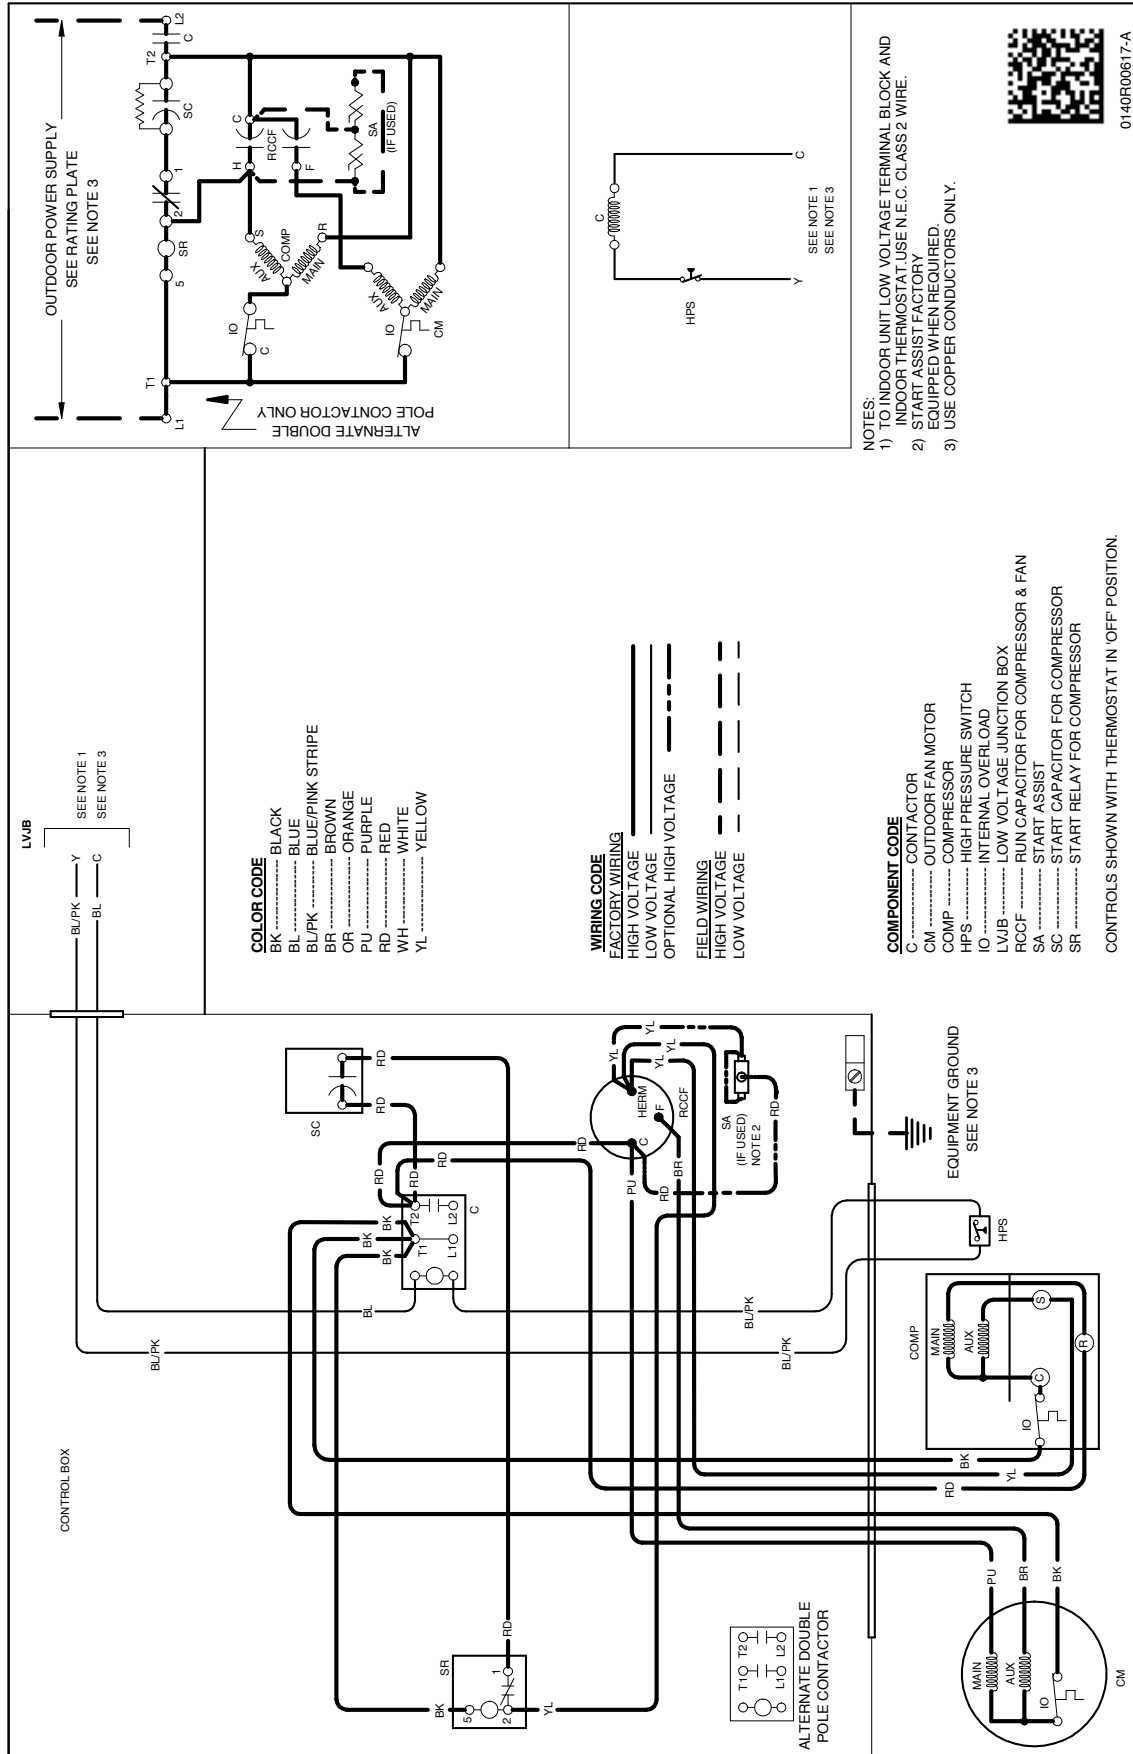 CONTROL BOX
LVJB
BL/PK
Y
BL
C
SEE NOTE 1
SEE NOTE 3
BL/PK
BL
BK
BK
BK
RD
RD
RD
T1
T2
L1
L2
C
SC
RD
RD
SR
5
2
1
BK
YL
RD
RD
PU
BR
RD
C
HERM
F
RCCF
YL
YL
YL
YL
SA
(IF USED)
NOTE 2
RD
BL/PK
BL/PK
HPS
EQUIPMENT GROUND
SEE NOTE 3
COMP
MAIN
AUX
C
S
R
IO
BK
YL
RD
PU
BR
BK
MAIN
AUX
IO
CM
T1
T2
L1
L2
ALTERNATE DOUBLE
POLE CONTACTOR
COLOR CODE
BK ---------- BLACK
BL ---------- BLUE
BL/PK ---------- BLUE/PINK STRIPE
BR ---------- BROWN
OR ---------- ORANGE
PU ---------- PURPLE
RD ---------- RED
WH ---------- WHITE
YL ---------- YELLOW
WIRING CODE
FACTORY WIRING
HIGH VOLTAGE
LOW VOLTAGE
OPTIONAL HIGH VOLTAGE
FIELD WIRING
HIGH VOLTAGE
LOW VOLTAGE
COMPONENT CODE
C ---------- CONTACTOR
CM ---------- OUTDOOR FAN MOTOR
COMP ---------- COMPRESSOR
HPS ---------- HIGH PRESSURE SWITCH
IO ---------- INTERNAL OVERLOAD
LVJB ---------- LOW VOLTAGE JUNCTION BOX
RCCF ---------- RUN CAPACITOR FOR COMPRESSOR & FAN
SA ---------- START ASSIST
SC ---------- START CAPACITOR FOR COMPRESSOR
SR ---------- START RELAY FOR COMPRESSOR
CONTROLS SHOWN WITH THERMOSTAT IN 'OFF' POSITION.
OUTDOOR POWER SUPPLY
SEE RATING PLATE
SEE NOTE 3
L1
T1
5
SR
2
1
SC
T2
C
L2
ALTERNATE DOUBLE
POLE CONTACTOR ONLY
C
IO
AUX
S
COMP
MAIN
R
H
RCCF
C
F
SA
(IF USED)
IO
CM
AUX
MAIN
C
HPS
Y
C
SEE NOTE 1
SEE NOTE 3
NOTES:
1) TO INDOOR UNIT LOW VOLTAGE TERMINAL BLOCK AND
INDOOR THERMOSTAT.USE N.E.C. CLASS 2 WIRE.
2) START ASSIST FACTORY
EQUIPPED WHEN REQUIRED.
3) USE COPPER CONDUCTORS ONLY.
0140R00617-A